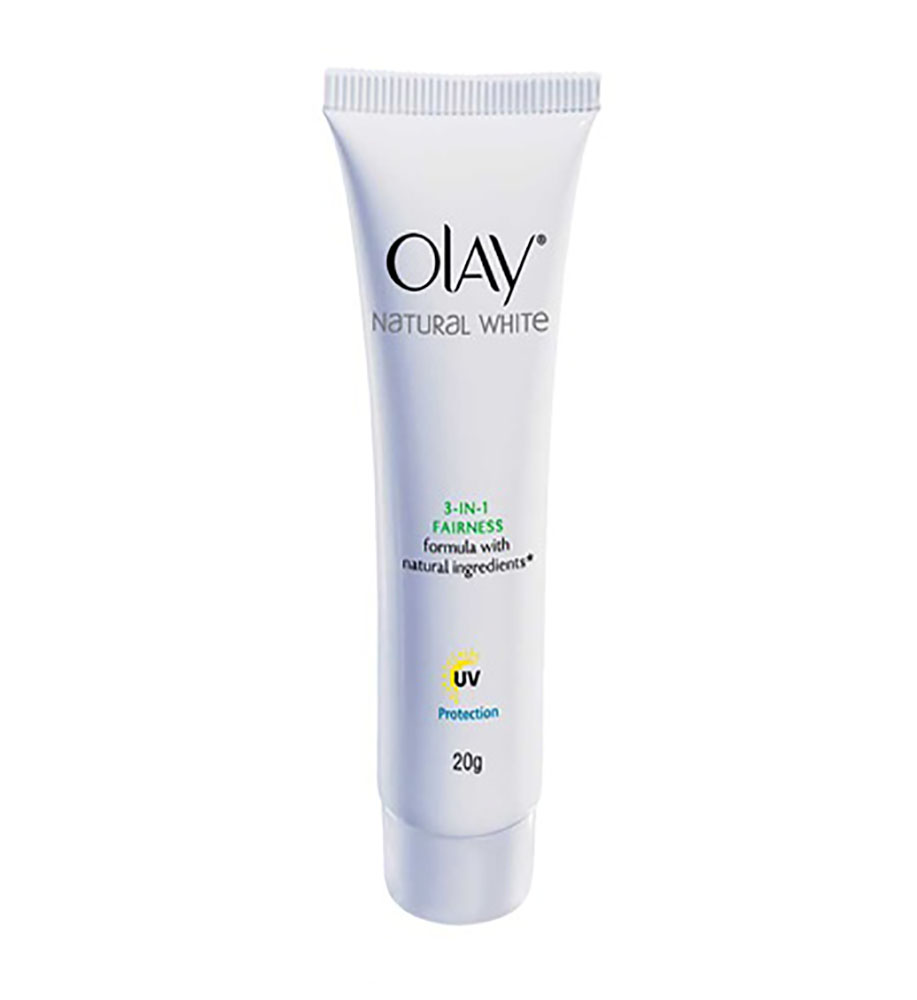 OLAY®
NATURAL WHITE
3-IN-1
FAIRNESS
formula with
natural ingredients*
UV
Protection
20g